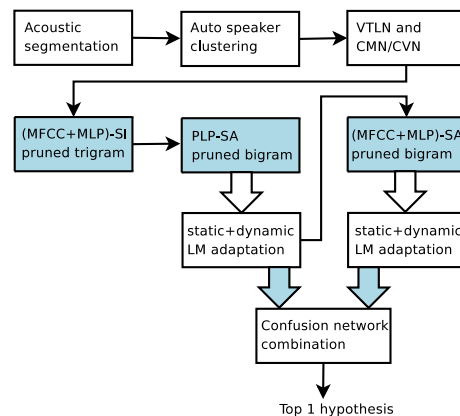 Acoustic
segmentation
Auto speaker
clustering
VTLN and
CMN/CVN
(MFCC+MLP)-SI
pruned trigram
PLP-SA
pruned bigram
(MFCC+MLP)-SA
pruned bigram
static+dynamic
LM adaptation
static+dynamic
LM adaptation
Confusion network
combination
Top 1 hypothesis